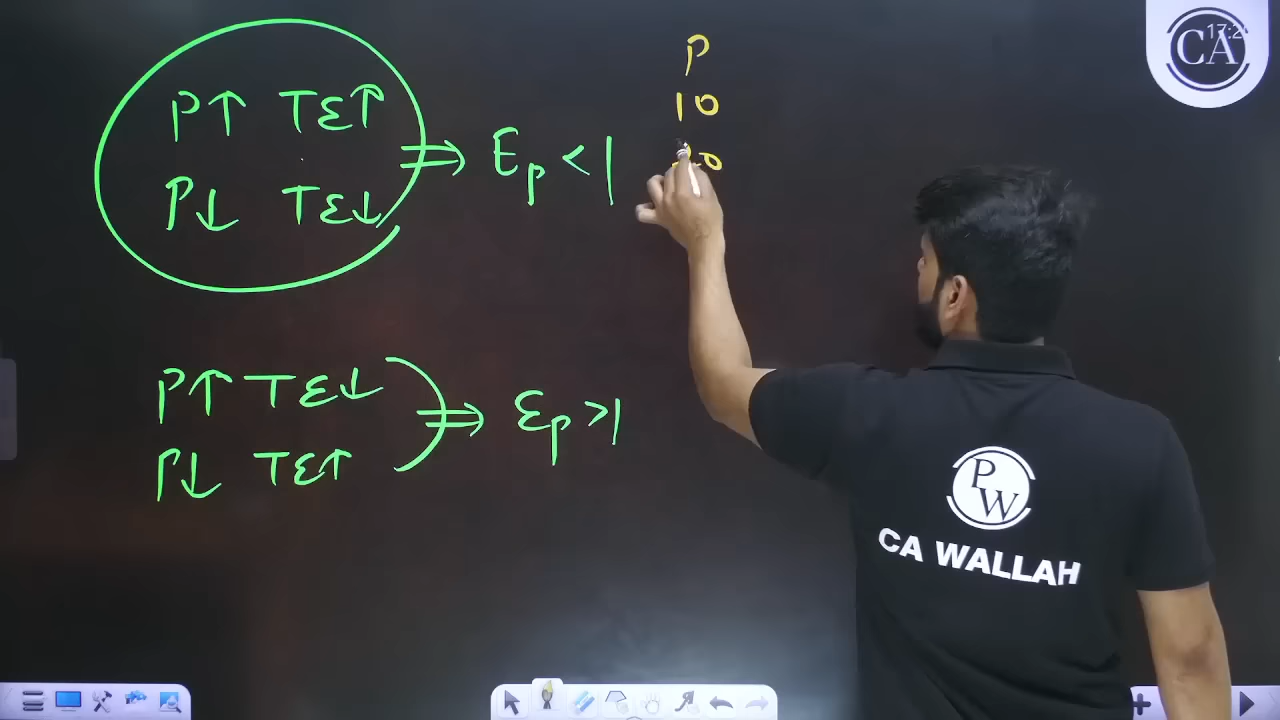 P↑ TE↑
P↓ TE↓
⇒ Ep < 1
P↑ TE↓
P↓ TE↑
⇒ Ep > 1
P
10
CA
PW
CA WALLAH